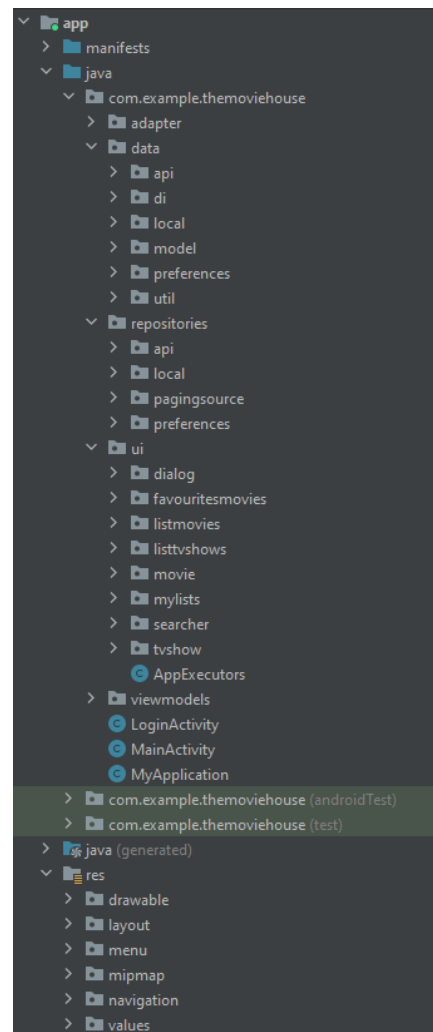 app
manifests
java
com.example.themoviehouse
adapter
data
api
di
local
model
preferences
util
repositories
api
local
pagingsource
preferences
ui
dialog
favouritesmovies
listmovies
listtvshows
movie
mylists
searcher
tvshow
C AppExecutors
viewmodels
C LoginActivity
C MainActivity
C MyApplication
com.example.themoviehouse (androidTest)
com.example.themoviehouse (test)
java (generated)
res
drawable
layout
menu
mipmap
navigation
values